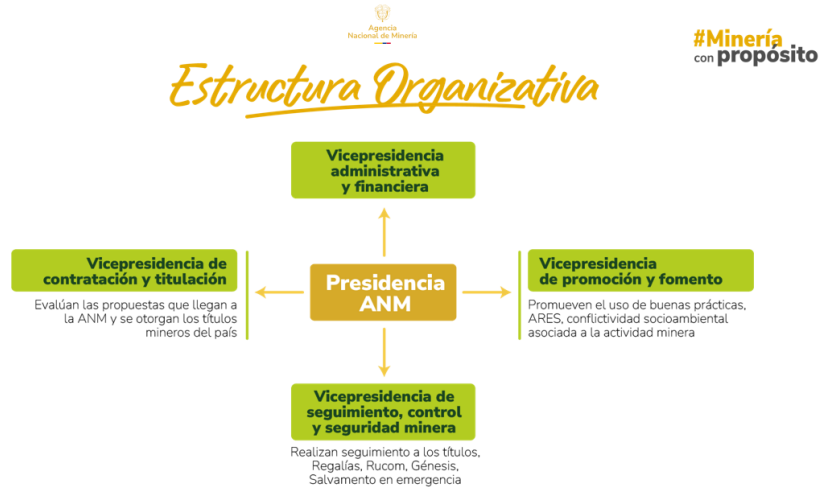 Agencia
Nacional de Minería
#Minería
con propósito
Estructura Organizativa
Vicepresidencia
administrativa
y financiera
Vicepresidencia de
contratación y titulación
Evalúan las propuestas que llegan a
la ANM y se otorgan los títulos
mineros del país
Presidencia
ANM
Vicepresidencia
de promoción y fomento
Promueven el uso de buenas prácticas,
ARES, conflictividad socioambiental
asociada a la actividad minera
Vicepresidencia de
seguimiento, control
y seguridad minera
Realizan seguimiento a los títulos,
Regalías, Rucom, Génesis,
Salvamento en emergencia